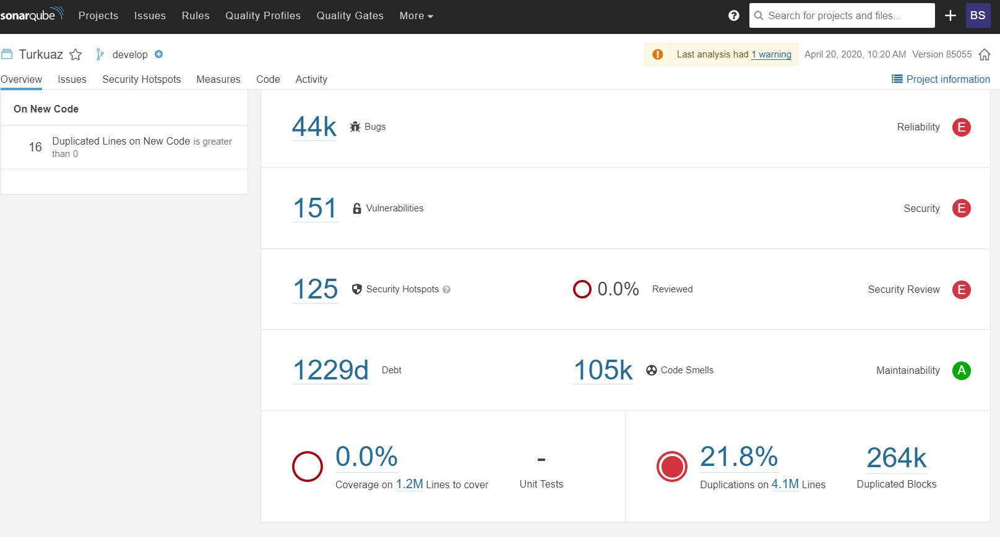 sonarqube Projects Issues Rules Quality Profiles Quality Gates More ? Search for projects and files... + BS
Turkuaz develop Last analysis had 1 warning April 20, 2020, 10:20 AM Version 85055
Overview Issues Security Hotspots Measures Code Activity Project information
On New Code
16 Duplicated Lines on New Code is greater
than 0
44k Bugs Reliability E
151 Vulnerabilities Security E
125 Security Hotspots ? 0.0% Reviewed Security Review E
1229d Debt 105k Code Smells Maintainability A
0.0% - 21.8% 264k
Coverage on 1.2M Lines to cover Unit Tests Duplications on 4.1M Lines Duplicated Blocks